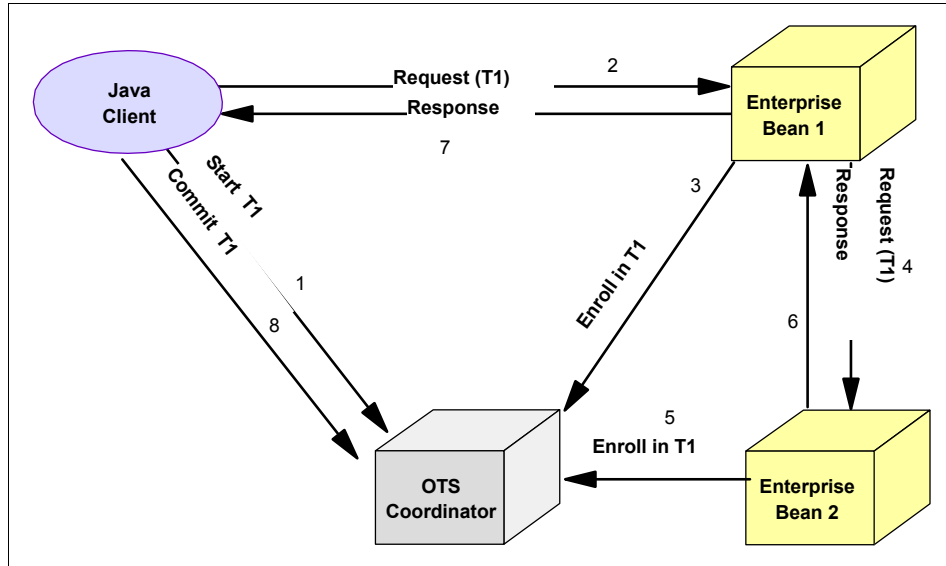 Java
Client
Request (T1)
2
Response
7
Enterprise
Bean 1
Start T1
Commit T1
1
8
3
Enroll in T1
Response
Request (T1)
4
6
5
Enroll in T1
OTS
Coordinator
Enterprise
Bean 2